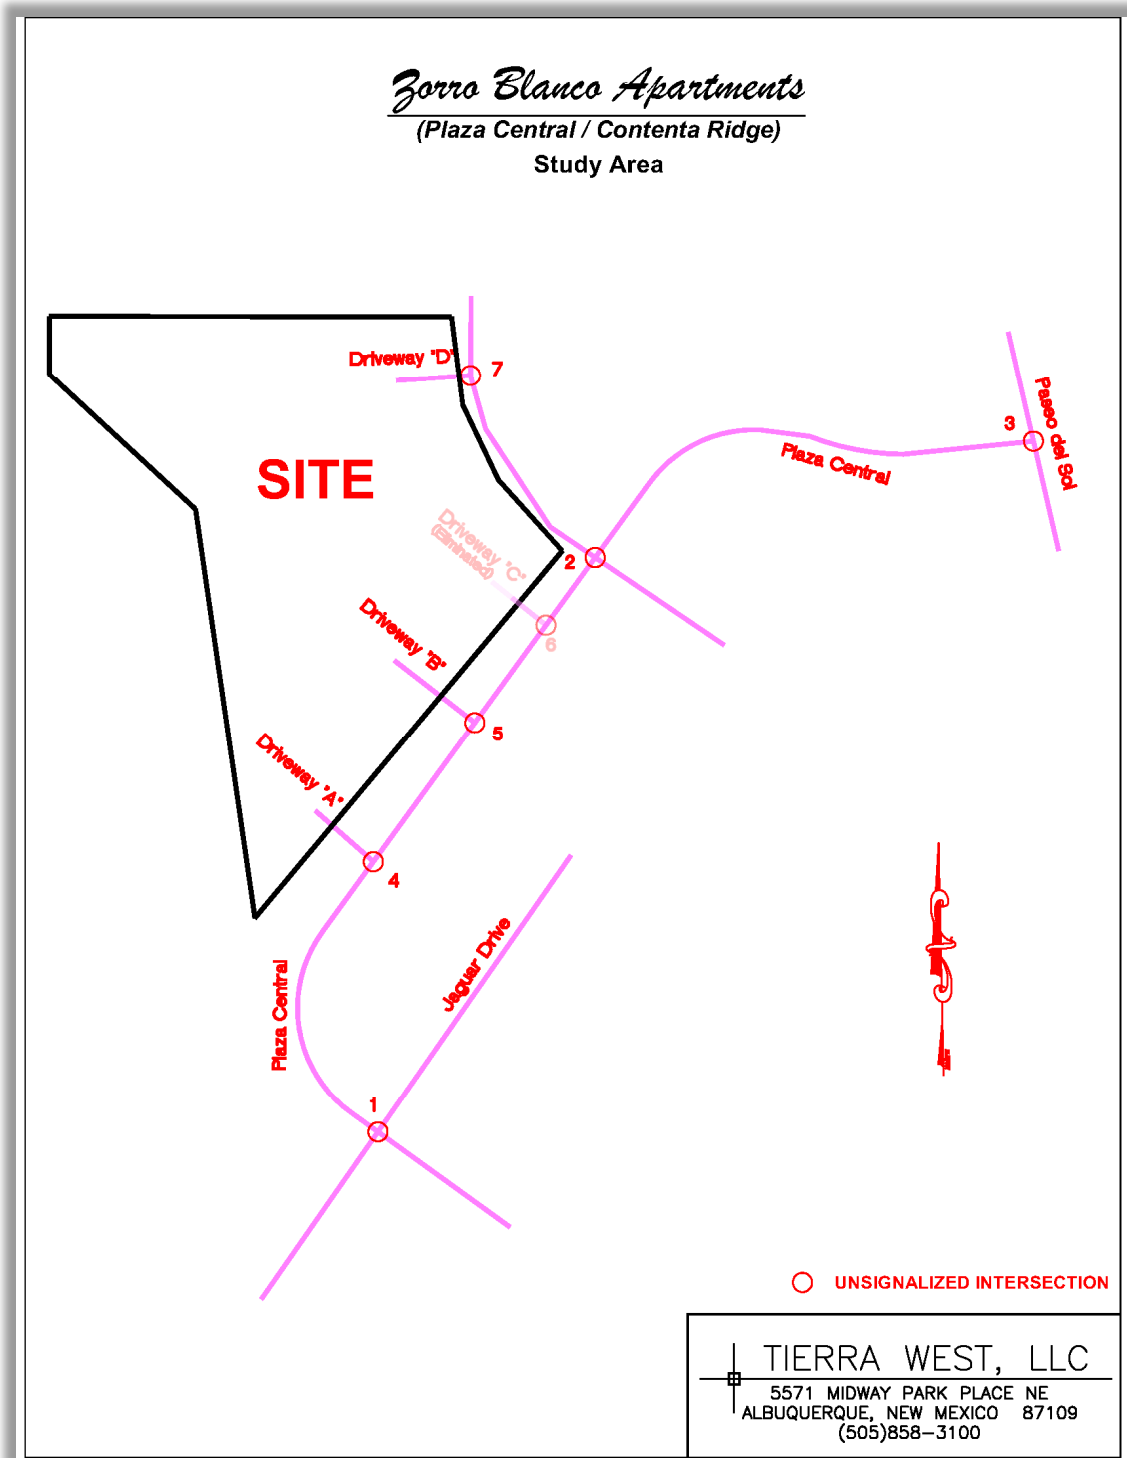 Zorro Blanco Apartments
(Plaza Central / Contenta Ridge)
Study Area
Driveway "D"
7
Paseo del Sol
3
Plaza Central
SITE
Driveway "C"
(Eliminated)
2
6
Driveway "B"
5
Driveway "A"
4
Jaguar Drive
Plaza Central
1
UNSIGNALIZED INTERSECTION
TIERRA WEST, LLC
5571 MIDWAY PARK PLACE NE
ALBUQUERQUE, NEW MEXICO 87109
(505)858-3100